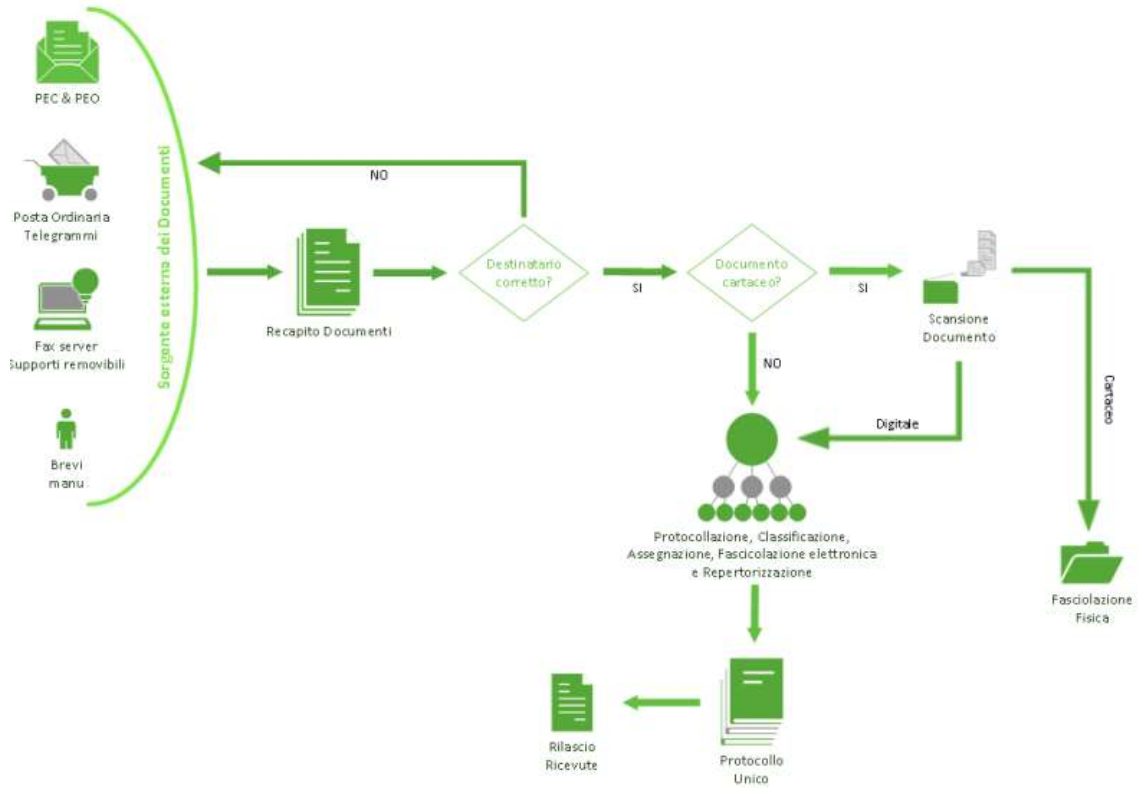 PEC & PEO
Posta Ordinaria
Telegrammi
Fax server
Supporti removibili
Brevi
manu
Sorgente esterna dei Documenti
NO
Recapito Documenti
Destinatario
corretto?
SI
Documento
cartaceo?
SI
Scansione
Documento
NO
Digitale
Cartaceo
Protocollazione, Classificazione,
Assegnazione, Fascicolazione elettronica
e Repertorizzazione
Fasciolazione
Fisica
Rilascio
Ricevute
Protocollo
Unico